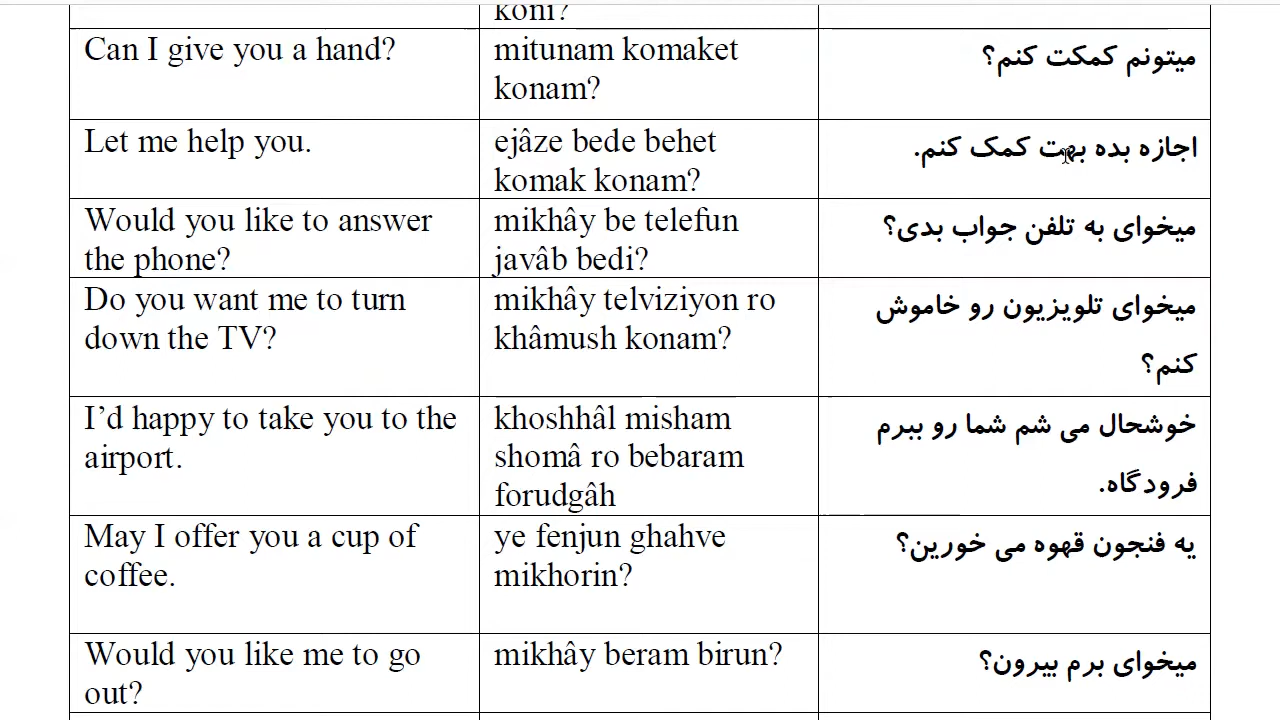 koni?
Can I give you a hand?
mitunam komaket
konam?
میتونم کمکت کنم؟
Let me help you.
ejâze bede behet
komak konam?
اجازه بده بهت کمک کنم.
Would you like to answer
the phone?
mikhây be telefun
javâb bedi?
میخوای به تلفن جواب بدی؟
Do you want me to turn
down the TV?
mikhây telviziyon ro
khâmush konam?
میخوای تلویزیون رو خاموش
کنم؟
I’d happy to take you to the
airport.
khoshhâl misham
shomâ ro bebaram
forudgâh
خوشحال می شم شما رو ببرم
فرودگاه.
May I offer you a cup of
coffee.
ye fenjun ghahve
mikhorin?
یه فنجون قهوه می خورین؟
Would you like me to go
out?
mikhây beram birun?
میخوای برم بیرون؟